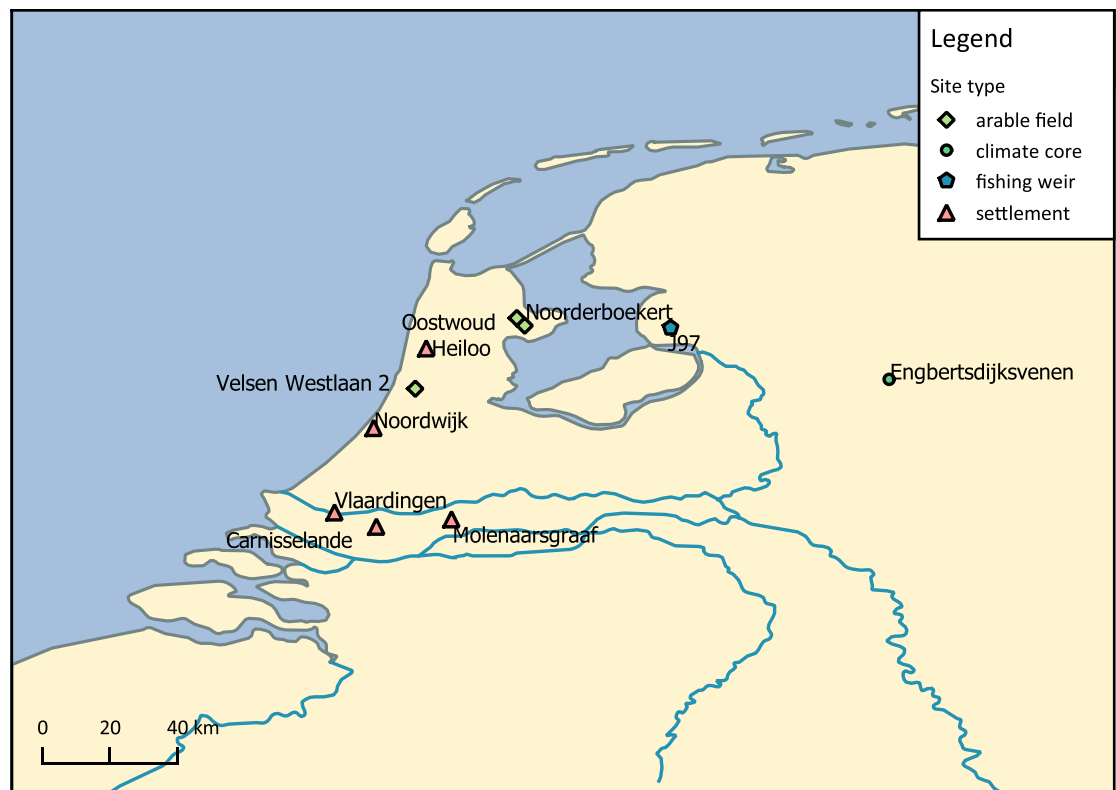 Legend
Site type
arable field
climate core
fishing weir
settlement
Noorderboekert
Oostwoud
Heiloo
J97
Engbertsdijksvenen
Velsen Westlaan 2
Noordwijk
Vlaardingen
Carnisselande
Molenaarsgraaf
0 20 40 km